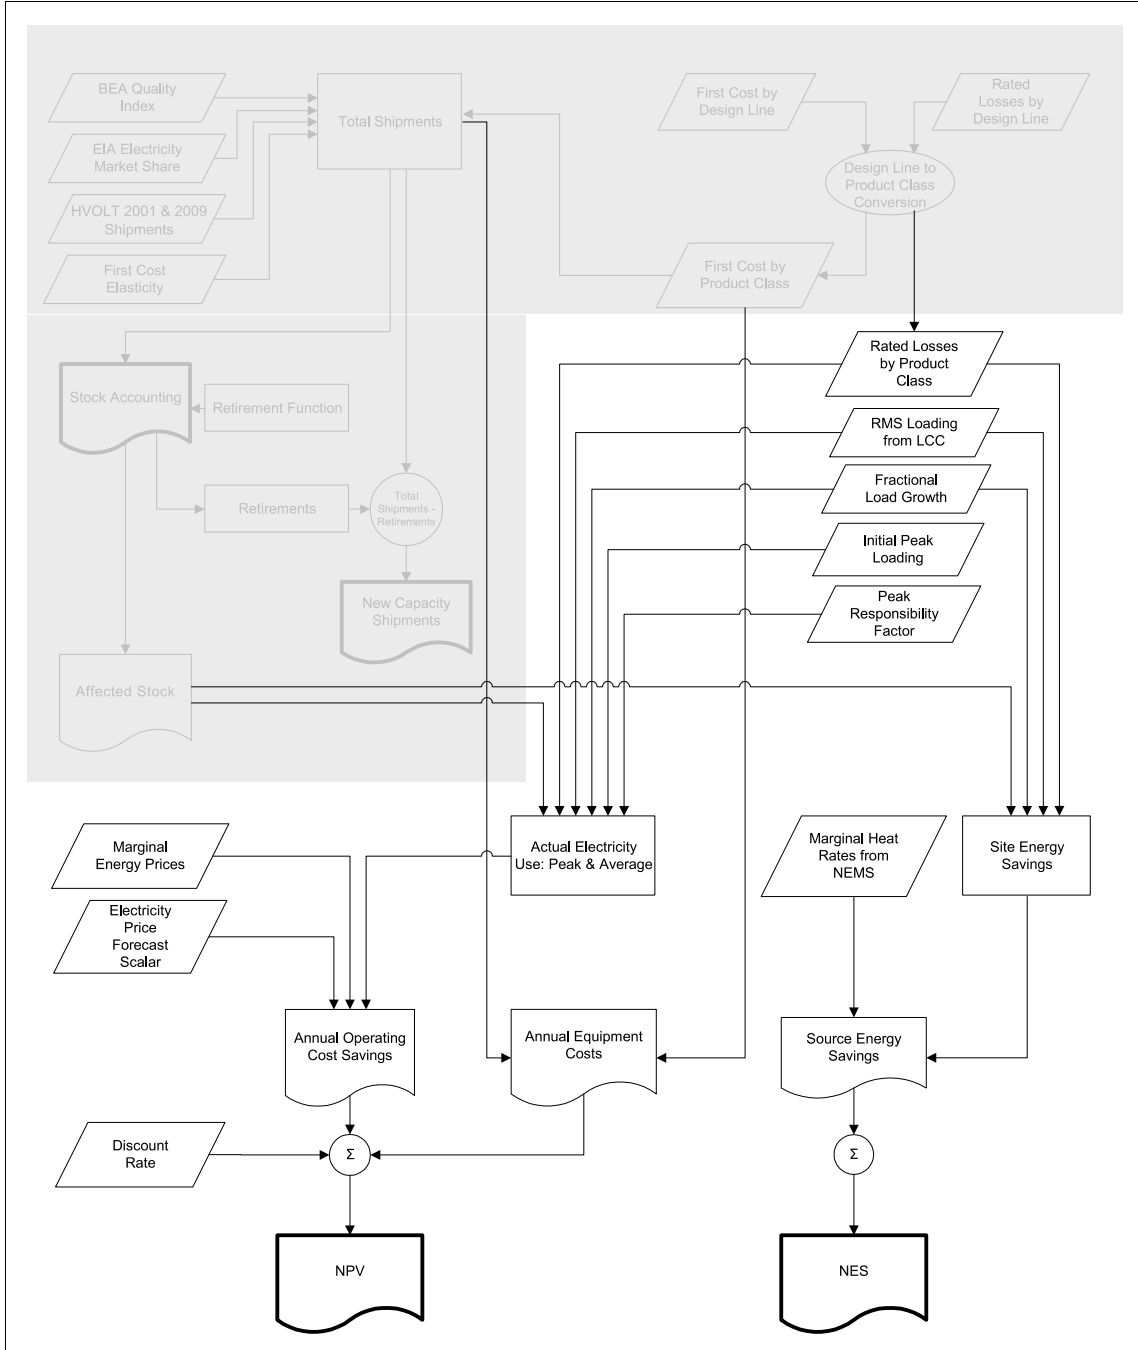 BEA Quality
Index
Total Shipments
First Cost by
Design Line
Rated
Losses by
Design Line
EIA Electricity
Market Share
Design Line to
Product Class
Conversion
HVOLT 2001 & 2009
Shipments
First Cost
Elasticity
First Cost by
Product Class
Rated Losses
by Product
Class
Stock Accounting
Retirement Function
RMS Loading
from LCC
Fractional
Load Growth
Retirements
Total
Shipments -
Retirements
Initial Peak
Loading
New Capacity
Shipments
Peak
Responsibility
Factor
Affected Stock
Marginal
Energy Prices
Actual Electricity
Use: Peak & Average
Marginal Heat
Rates from
NEMS
Site Energy
Savings
Electricity
Price
Forecast
Scalar
Annual Operating
Cost Savings
Annual Equipment
Costs
Source Energy
Savings
Discount
Rate
Σ
Σ
NPV
NES